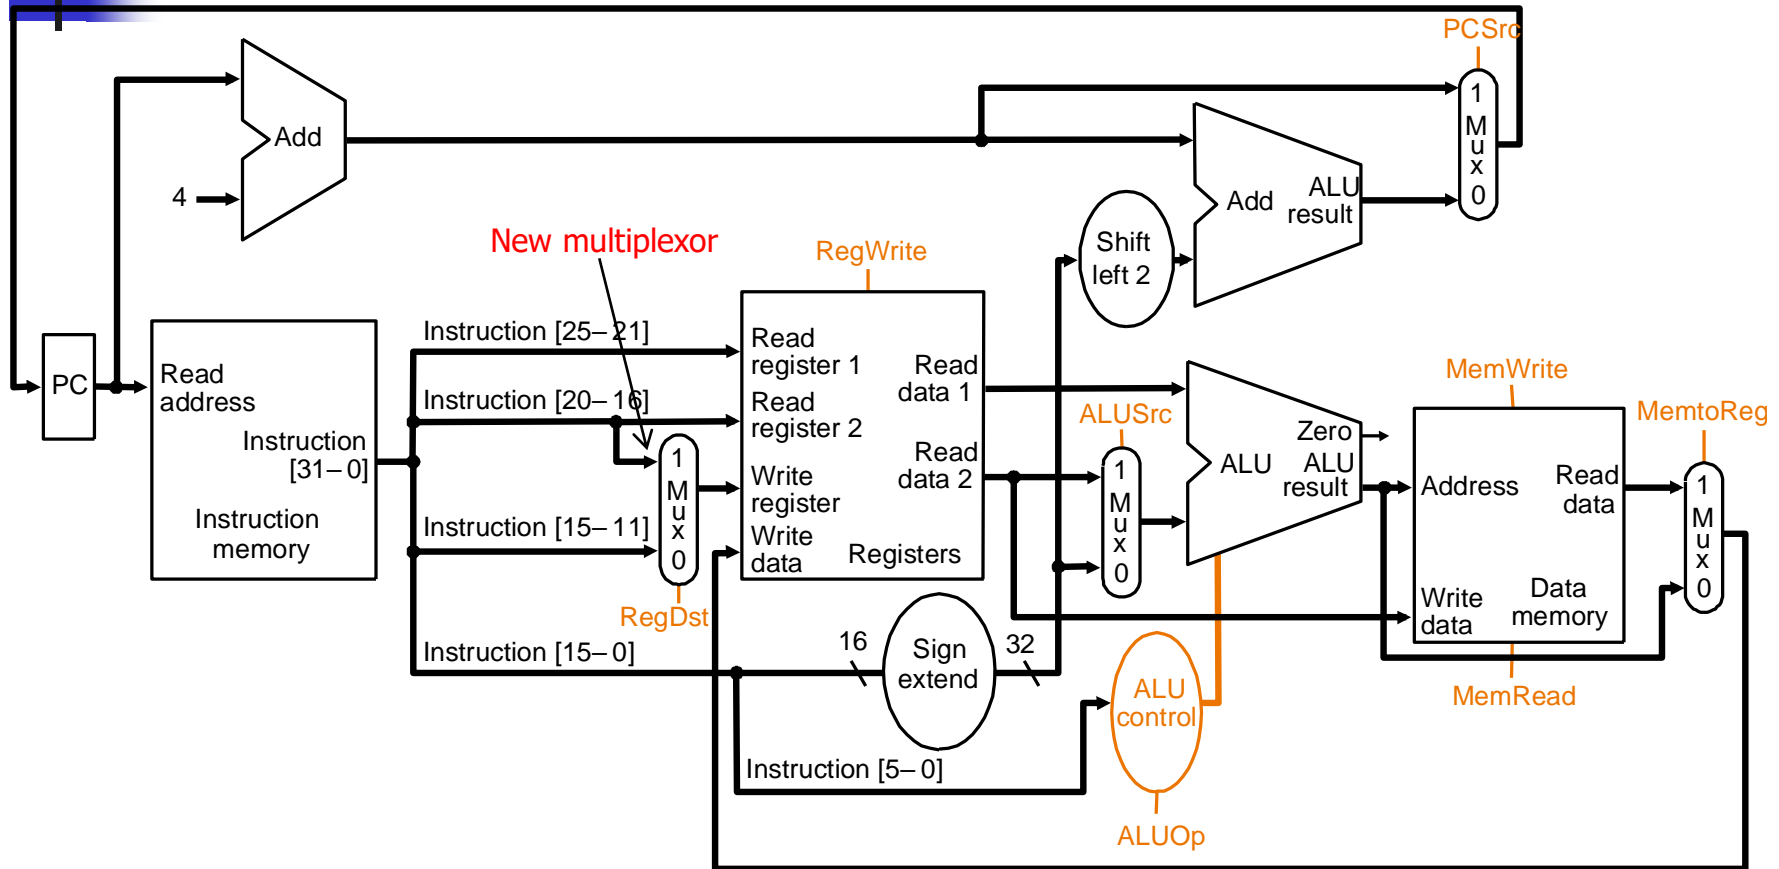 PCSrc
1
M
u
x
0
Add
4
Add
ALU
result
Shift
left 2
New multiplexor
RegWrite
PC
Read
address
Instruction
[31–0]
Instruction
memory
Instruction [25–21]
Instruction [20–16]
Instruction [15–11]
Instruction [15–0]
1
M
u
x
0
RegDst
Read
register 1
Read
register 2
Write
register
Write
data
Read
data 1
Read
data 2
Registers
16
Sign
extend
32
Instruction [5–0]
ALUSrc
1
M
u
x
0
Zero
ALU
ALU
result
ALU
control
ALUOp
MemWrite
Address
Read
data
Write
data
Data
memory
MemRead
MemtoReg
1
M
u
x
0